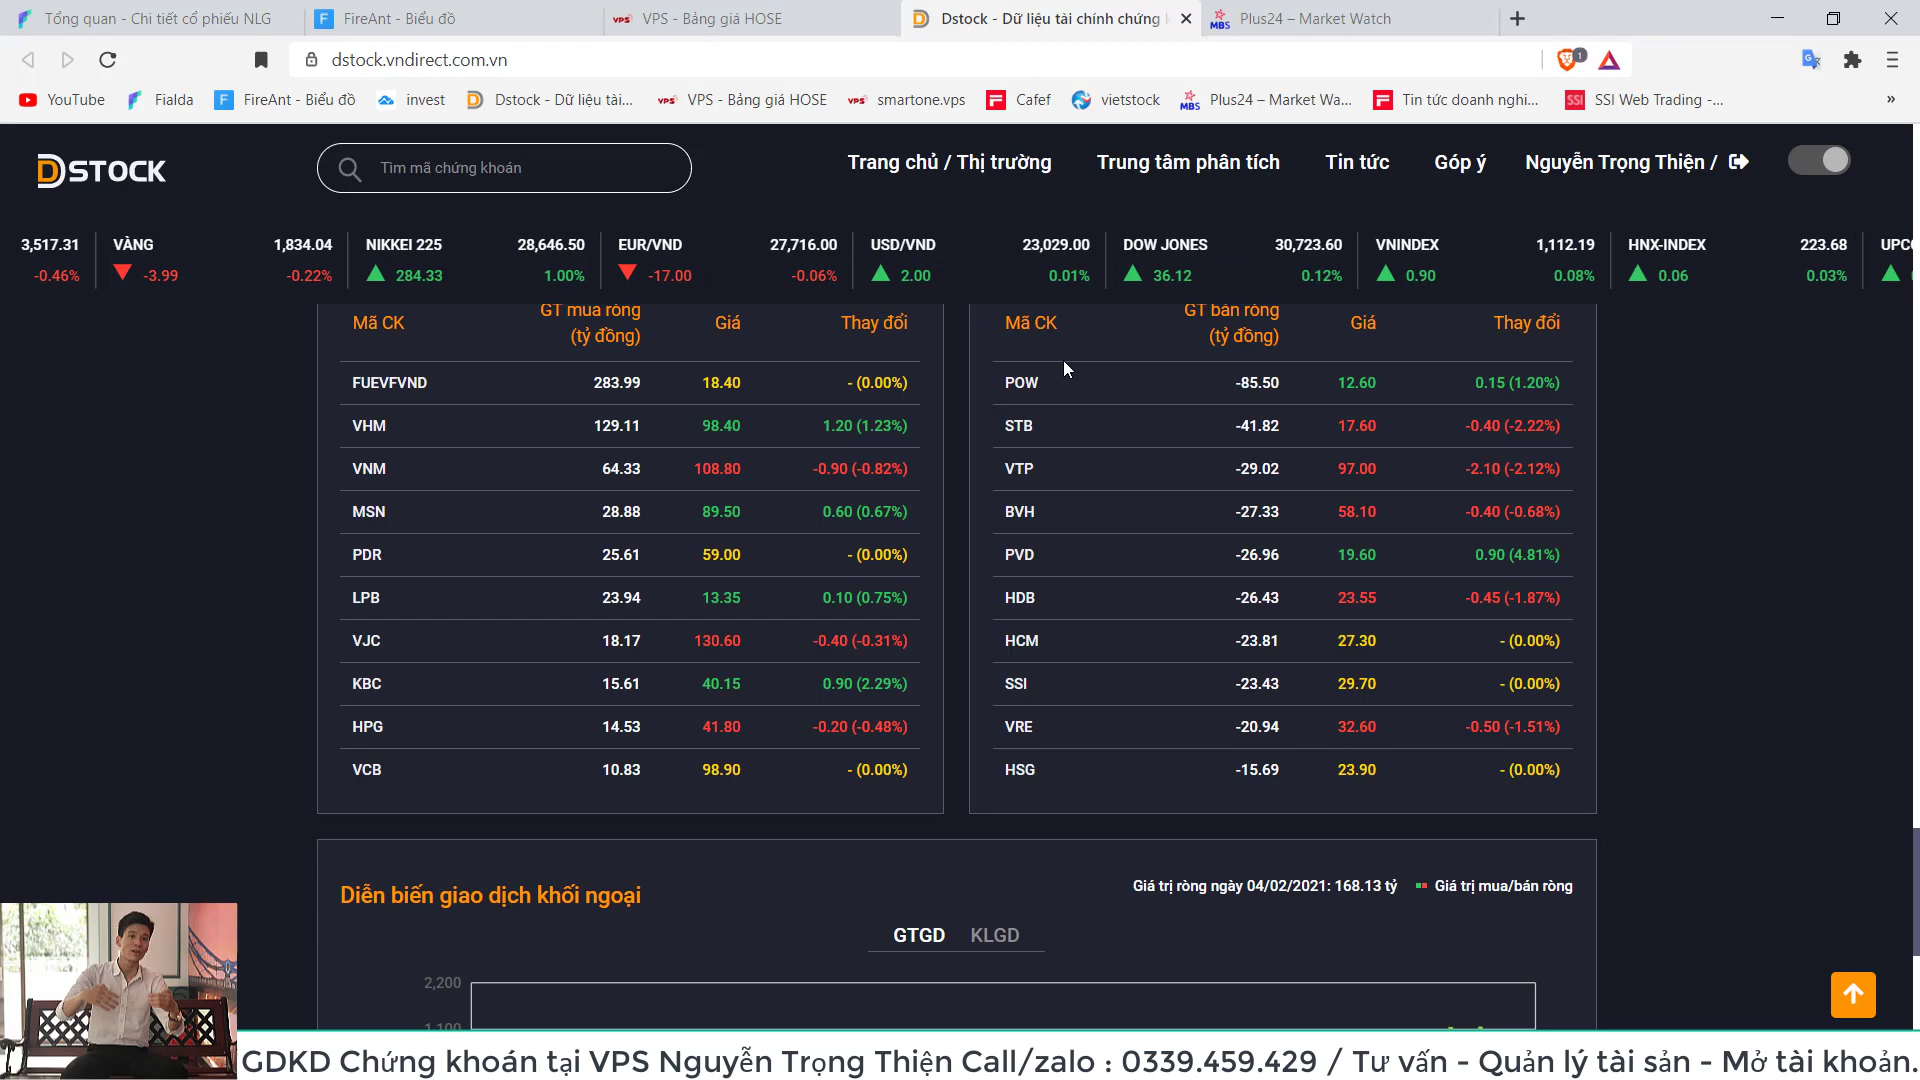 Tổng quan - Chi tiết cổ phiếu NLG
FireAnt - Biểu đồ
VPS - Bảng giá HOSE
Dstock - Dữ liệu tài chính chứng
Plus24 – Market Watch
dstock.vndirect.com.vn
1
YouTube
Fialda
FireAnt - Biểu đồ
invest
Dstock - Dữ liệu tài...
VPS - Bảng giá HOSE
smartone.vps
Cafef
vietstock
Plus24 – Market Wa...
Tin tức doanh nghi...
SSI Web Trading -...
DSTOCK
Tìm mã chứng khoán
Trang chủ / Thị trường
Trung tâm phân tích
Tin tức
Góp ý
Nguyễn Trọng Thiện /
3,517.31 VÀNG 1,834.04 NIKKEI 225 28,646.50 EUR/VND 27,716.00 USD/VND 23,029.00 DOW JONES 30,723.60 VNINDEX 1,112.19 HNX-INDEX 223.68
-0.46% -3.99 -0.22% 284.33 1.00% -17.00 -0.06% 2.00 0.01% 36.12 0.12% 0.90 0.08% 0.06 0.03%
Mã CK GT mua ròng (tỷ đồng) Giá Thay đổi
FUEVFVND 283.99 18.40 - (0.00%)
VHM 129.11 98.40 1.20 (1.23%)
VNM 64.33 108.80 -0.90 (-0.82%)
MSN 28.88 89.50 0.60 (0.67%)
PDR 25.61 59.00 - (0.00%)
LPB 23.94 13.35 0.10 (0.75%)
VJC 18.17 130.60 -0.40 (-0.31%)
KBC 15.61 40.15 0.90 (2.29%)
HPG 14.53 41.80 -0.20 (-0.48%)
VCB 10.83 98.90 - (0.00%)
Mã CK GT bán ròng (tỷ đồng) Giá Thay đổi
POW -85.50 12.60 0.15 (1.20%)
STB -41.82 17.60 -0.40 (-2.22%)
VTP -29.02 97.00 -2.10 (-2.12%)
BVH -27.33 58.10 -0.40 (-0.68%)
PVD -26.96 19.60 0.90 (4.81%)
HDB -26.43 23.55 -0.45 (-1.87%)
HCM -23.81 27.30 - (0.00%)
SSI -23.43 29.70 - (0.00%)
VRE -20.94 32.60 -0.50 (-1.51%)
HSG -15.69 23.90 - (0.00%)
Diễn biến giao dịch khối ngoại
Giá trị ròng ngày 04/02/2021: 168.13 tỷ
Giá trị mua/bán ròng
GTGD KLGD
2,200
1,100
GDKD Chứng khoán tại VPS Nguyễn Trọng Thiện Call/zalo : 0339.459.429 / Tư vấn - Quản lý tài sản - Mở tài khoản.